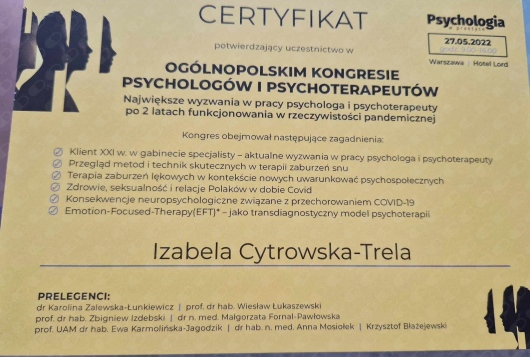 CERTYFIKAT
potwierdzający uczestnictwo w
OGÓLNOPOLSKIM KONGRESIE
PSYCHOLOGÓW I PSYCHOTERAPEUTÓW
Największe wyzwania w pracy psychologa i psychoterapeuty
po 2 latach funkcjonowania w rzeczywistości pandemicznej
Psychologia
w praktyce
27.05.2022
Warszawa | Hotel Lord
Kongres obejmował następujące zagadnienia:
Klient XXI w. w gabinecie specjalisty – aktualne wyzwania w pracy psychologa i psychoterapeuty
Przegląd metod i technik skutecznych w terapii zaburzeń snu
Terapia zaburzeń lękowych w kontekście nowych uwarunkowań psychospołecznych
Zdrowie, seksualność i relacje Polaków w dobie Covid
Konsekwencje neuropsychologiczne związane z przechorowaniem COVID-19
Emotion-Focused-Therapy(EFT)* – jako transdiagnostyczny model psychoterapii
Izabela Cytrowska-Trela
PRELEGENCI:
dr Karolina Zalewska-Łunkiewicz | prof. dr hab. Wiesław Łukaszewski
prof. dr hab. Zbigniew Izdebski | dr n. med. Małgorzata Fornal-Pawłowska
prof. UAM dr hab. Ewa Karmolińska-Jagodzik | dr hab. n. med. Anna Mosiołek | Krzysztof Błażejewski